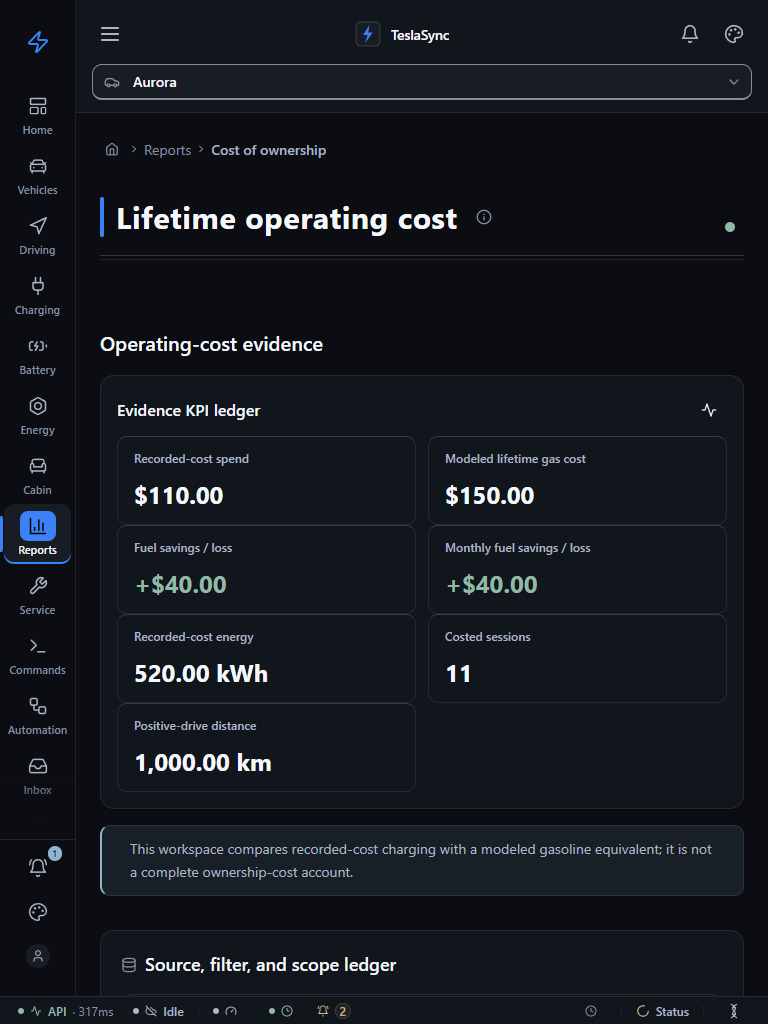 TeslaSync
Aurora
Home
Vehicles
Driving
Charging
Battery
Energy
Cabin
Reports
Service
Commands
Automation
Inbox
1
Reports
Cost of ownership
Lifetime operating cost
Operating-cost evidence
Evidence KPI ledger
Recorded-cost spend
$110.00
Modeled lifetime gas cost
$150.00
Fuel savings / loss
+$40.00
Monthly fuel savings / loss
+$40.00
Recorded-cost energy
520.00 kWh
Costed sessions
11
Positive-drive distance
1,000.00 km
This workspace compares recorded-cost charging with a modeled gasoline equivalent; it is not
a complete ownership-cost account.
Source, filter, and scope ledger
API · 317ms
Idle
2
Status